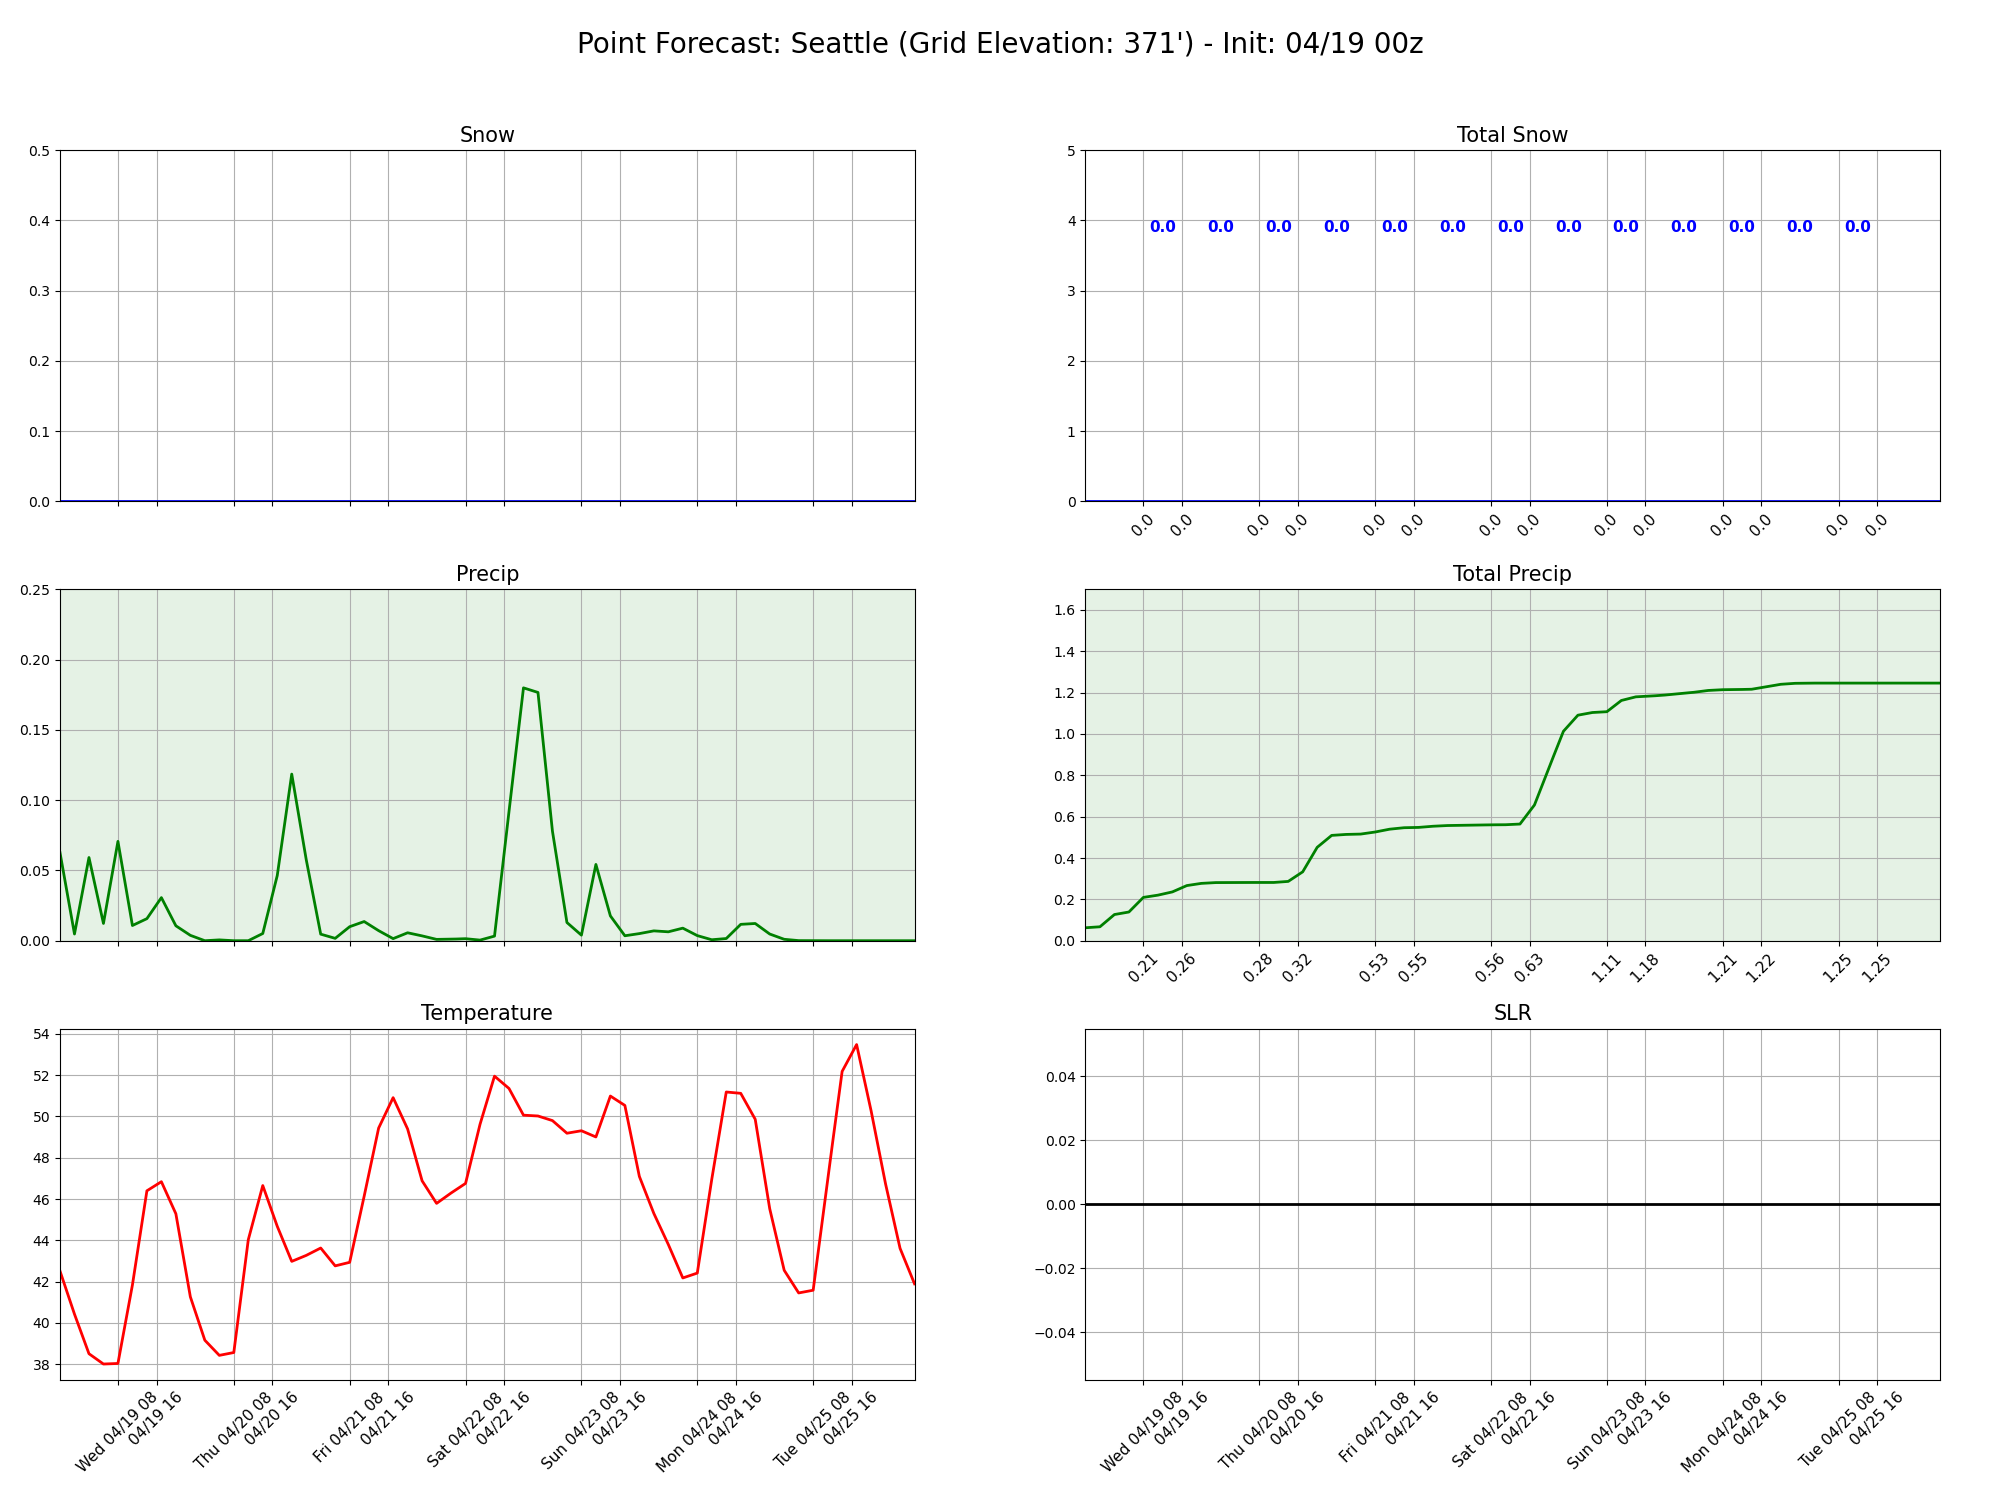 Point Forecast: Seattle (Grid Elevation: 371') - Init: 04/19 00z
Snow
0.5
0.4
0.3
0.2
0.1
0.0
Total Snow
5
4
3
2
1
0
0.0 0.0 0.0 0.0 0.0 0.0 0.0 0.0 0.0 0.0 0.0 0.0 0.0
0.0 0.0 0.0 0.0 0.0 0.0 0.0 0.0 0.0 0.0 0.0 0.0 0.0 0.0
Precip
0.25
0.20
0.15
0.10
0.05
0.00
Total Precip
1.6
1.4
1.2
1.0
0.8
0.6
0.4
0.2
0.0
0.21 0.26 0.28 0.32 0.53 0.55 0.56 0.63 1.11 1.18 1.21 1.22 1.25 1.25
Temperature
54
52
50
48
46
44
42
40
38
Wed 04/19 08
04/19 16
Thu 04/20 08
04/20 16
Fri 04/21 08
04/21 16
Sat 04/22 08
04/22 16
Sun 04/23 08
04/23 16
Mon 04/24 08
04/24 16
Tue 04/25 08
04/25 16
SLR
0.04
0.02
0.00
−0.02
−0.04
Wed 04/19 08
04/19 16
Thu 04/20 08
04/20 16
Fri 04/21 08
04/21 16
Sat 04/22 08
04/22 16
Sun 04/23 08
04/23 16
Mon 04/24 08
04/24 16
Tue 04/25 08
04/25 16